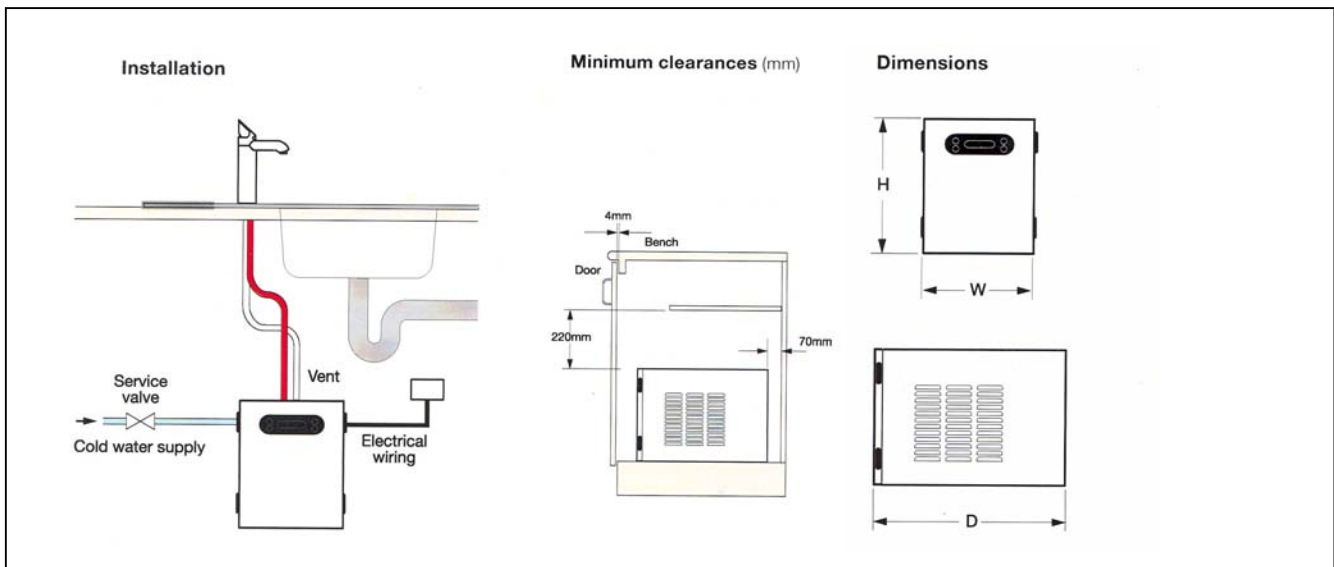 Installation
Vent
Service
valve
Cold water supply
Electrical
wiring
Minimum clearances (mm)
4mm
Bench
Door
220mm
70mm
Dimensions
H
W
D